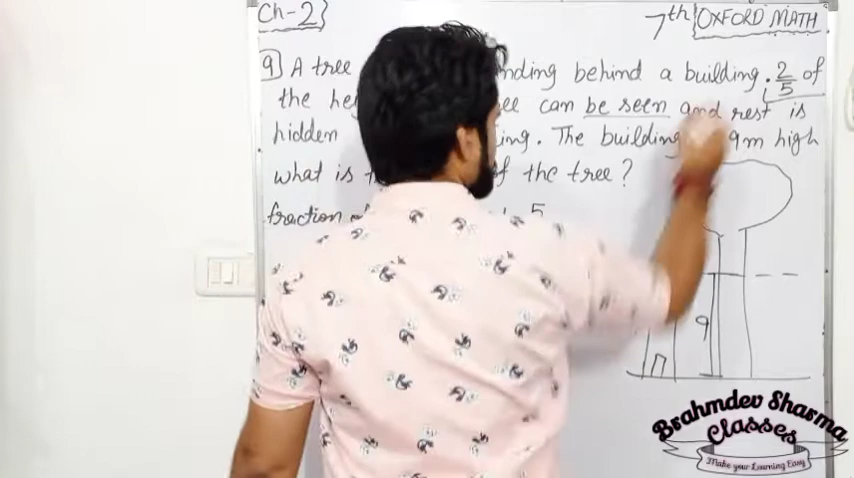 Ch-2
7th OXFORD MATH
9 A tree nding behind a building. 2/5 of
the he ee can be seen and rest is
hidden ing. The building 9m high
what is f the tree?
fraction 5
9
Brahmdev Sharma
Classes
Make your Learning Easy